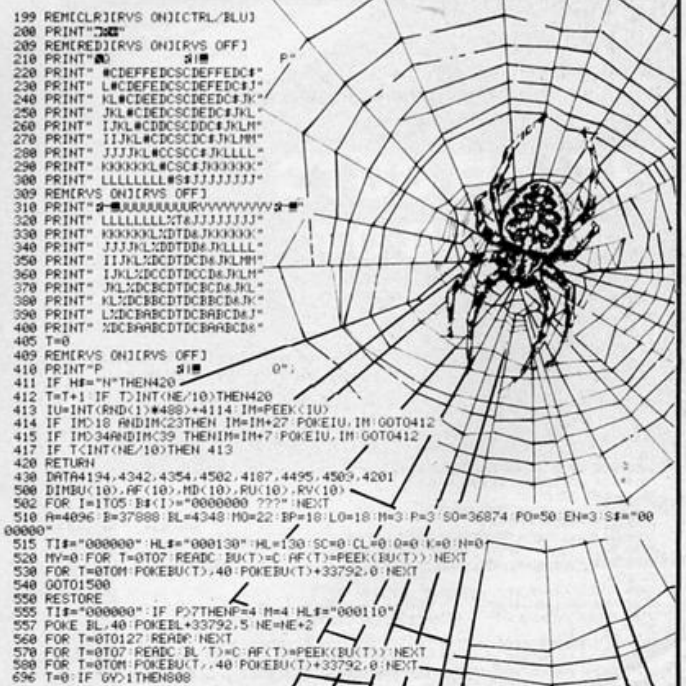 199 REM[CLR][RVS ON][CTRL/BLU]
200 PRINT"
209 REM[RED][RVS ON][RVS OFF]
210 PRINT" P"
220 PRINT" #CDEFFEDCSCDEFFEDC$"
230 PRINT" L#CDEFEDCSCDEFEDC$J"
240 PRINT" KL#CDEEDCSCDEEDC$JK"
250 PRINT" JKL#CDEDCSCDEDC$JKL"
260 PRINT" IJKL#CDDCSCDDC$JKLM"
270 PRINT" IIJKL#CDCSCDC$JKLMM"
280 PRINT" JJJJKL#CCSCC$JKLLLL"
290 PRINT" KKKKKKL#CSC$JKKKKKK"
300 PRINT" LLLLLLLL#S$JJJJJJJJ"
309 REM[RVS ON][RVS OFF]
310 PRINT" UUUUUUUUURVVVVVVVVV
320 PRINT" LLLLLLLL%T&JJJJJJJJ"
330 PRINT" KKKKKKL%DTD&JKKKKKK"
340 PRINT" JJJJKL%DDTDD&JKLLLL"
350 PRINT" IIJKL%DCDTDCD&JKLMM"
360 PRINT" IJKL%DCCDTDCCD&JKLM"
370 PRINT" JKL%DCBCDTDCBCD&JKL"
380 PRINT" KL%DCBBCDTDCBBCD&JK"
390 PRINT" L%DCBABCDTDCBABCD&J"
400 PRINT" %DCBAABCDTDCBAABCD&"
405 T=0
409 REM[RVS ON][RVS OFF]
410 PRINT"P O";
411 IF H$="N"THEN420
412 T=T+1:IF T>INT(NE/10)THEN420
413 IU=INT(RND(1)*488)+4114:IM=PEEK(IU)
414 IF IM>18 ANDIM<23THEN IM=IM+27:POKEIU,IM:GOTO412
415 IF IM>34ANDIM<39 THENIM=IM+7:POKEIU,IM:GOTO412
417 IF T<INT(NE/10)THEN 413
420 RETURN
430 DATA4194,4342,4354,4502,4187,4495,4509,4201
500 DIMBU(10),AF(10),MD(10),RU(10),RV(10)
502 FOR I=1TO5:B$(I)="0000000 ???":NEXT
510 A=4096:B=37888:BL=4348:MO=22:BP=18:LO=18:M=3:P=3:SO=36874:PO=50:EN=3:S$="00
00000"
515 TI$="000000":HL$="000130":HL=130:SC=0:CL=0:Q=0:K=0:N=0
520 MV=0:FOR T=0TO7:READC:BU(T)=C:AF(T)=PEEK(BU(T)):NEXT
530 FOR T=0TOM:POKEBU(T),40:POKEBU(T)+33792,0:NEXT
540 GOTO1500
550 RESTORE
555 TI$="000000":IF P>7THENP=4:M=4:HL$="000110"
557 POKE BL,40:POKEBL+33792,5:NE=NE+2
560 FOR T=0TO127:READR:NEXT
570 FOR T=0TO7:READC:BL'T)=C:AF(T)=PEEK(BU(T)):NEXT
580 FOR T=0TOM:POKEBU(T,,40:POKEBU(T)+33792,0:NEXT
696 T=0:IF GY>1THEN808